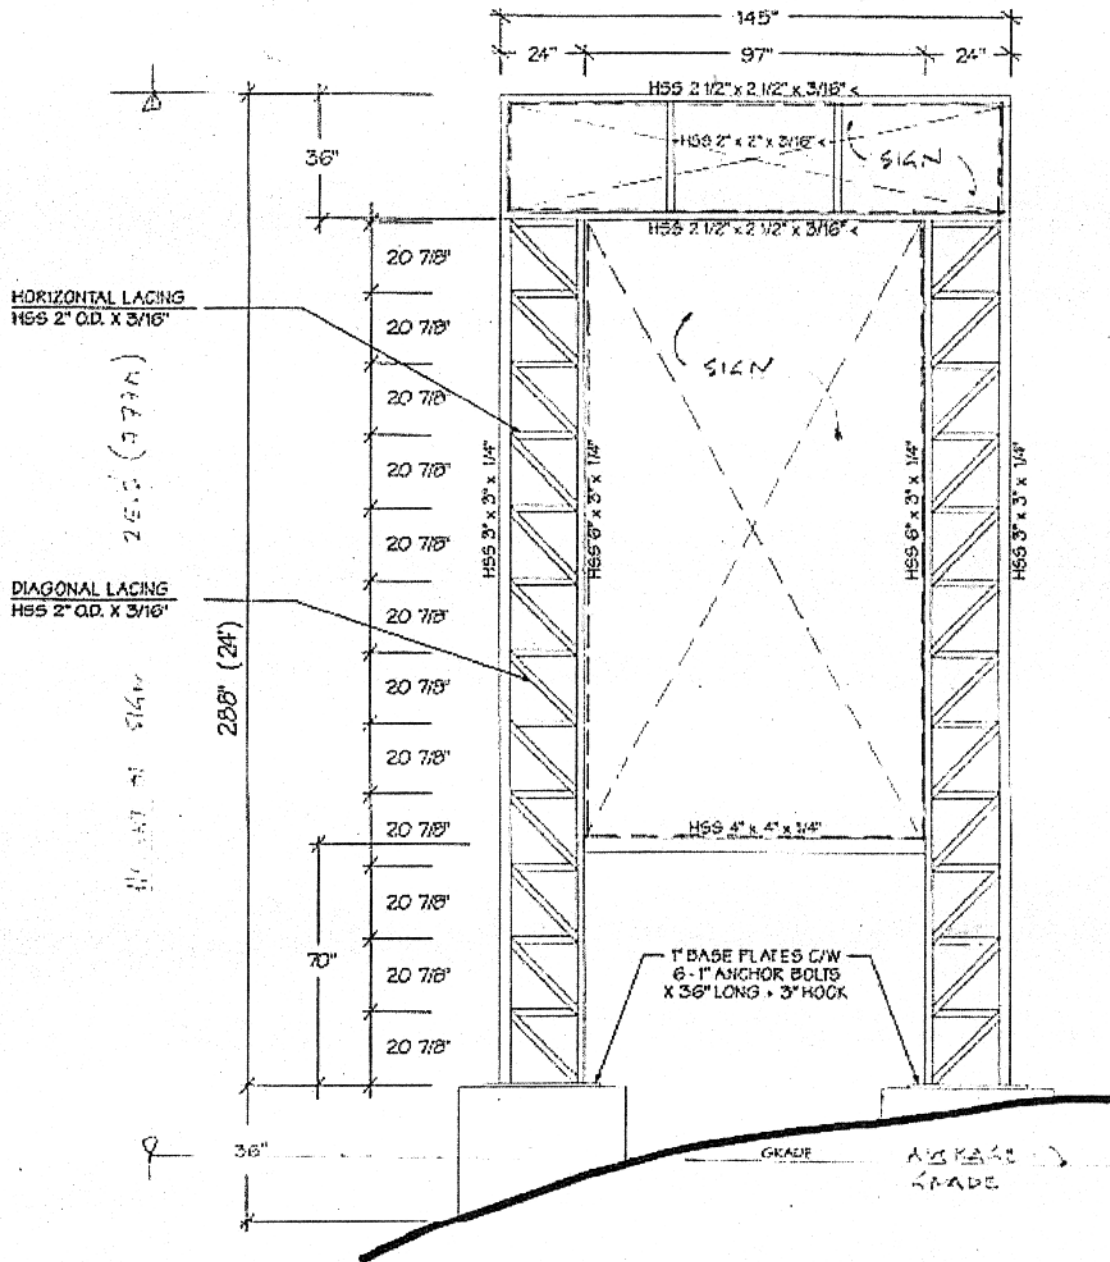 145"
24"
97"
24"
HSS 2 1/2" x 2 1/2" x 3/16" <
36"
HSS 2" x 2" x 3/16" <
SIGN
HSS 2 1/2" x 2 1/2" x 3/16" <
20 7/8"
HORIZONTAL LACING
HSS 2" O.D. X 3/16"
20 7/8"
SIGN
20 7/8"
20 7/8"
HSS 3" x 3" x 1/4"
HSS 6" x 3" x 1/4"
HSS 6" x 3" x 1/4"
HSS 3" x 3" x 1/4"
20 7/8"
DIAGONAL LACING
HSS 2" O.D. X 3/16"
20 7/8"
288" (24')
SIGN
20 7/8"
20 7/8"
20 7/8"
HSS 4" x 4" x 1/4"
20 7/8"
70"
20 7/8"
1" BASE PLATES C/W
6 - 1" ANCHOR BOLTS
X 36" LONG + 3" HOOK
20 7/8"
36"
GRADE
AVERAGE
GRADE